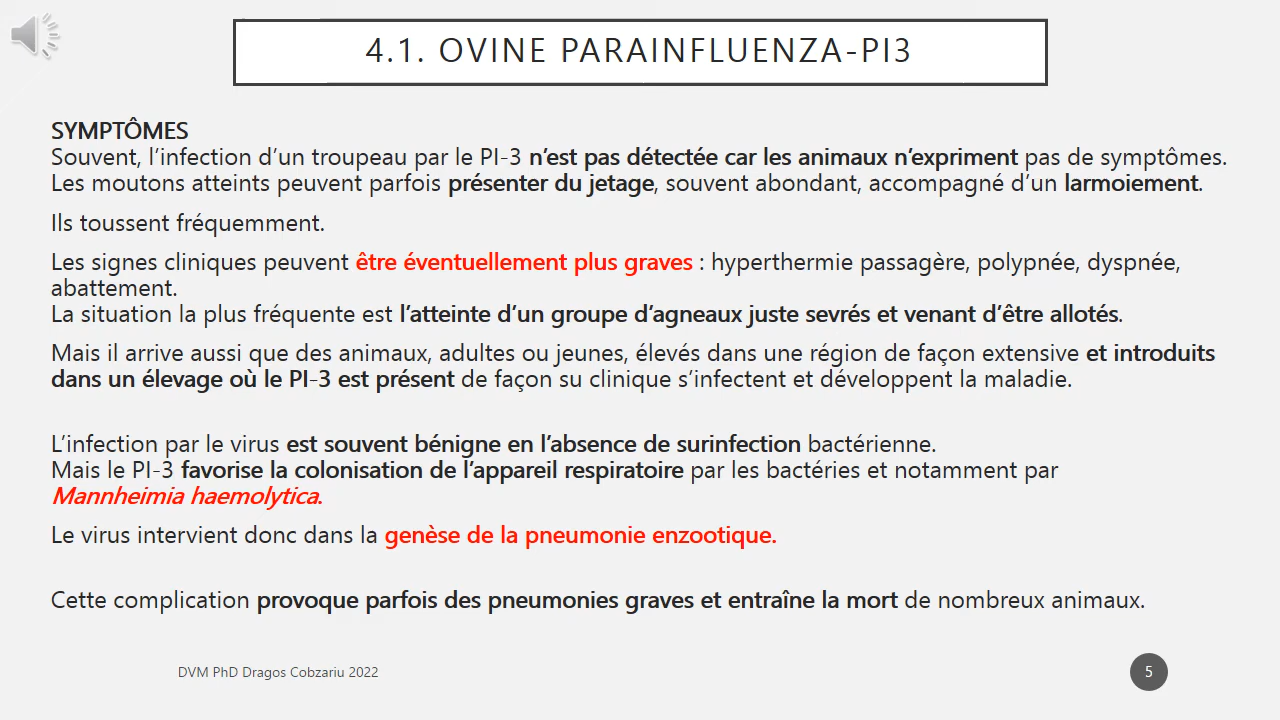 4.1. OVINE PARAINFLUENZA-PI3
SYMPTÔMES
Souvent, l’infection d’un troupeau par le PI-3 n’est pas détectée car les animaux n’expriment pas de symptômes.
Les moutons atteints peuvent parfois présenter du jetage, souvent abondant, accompagné d’un larmoiement.
Ils toussent fréquemment.
Les signes cliniques peuvent être éventuellement plus graves : hyperthermie passagère, polypnée, dyspnée,
abattement.
La situation la plus fréquente est l’atteinte d’un groupe d’agneaux juste sevrés et venant d’être allotés.
Mais il arrive aussi que des animaux, adultes ou jeunes, élevés dans une région de façon extensive et introduits
dans un élevage où le PI-3 est présent de façon su clinique s’infectent et développent la maladie.
L’infection par le virus est souvent bénigne en l’absence de surinfection bactérienne.
Mais le PI-3 favorise la colonisation de l’appareil respiratoire par les bactéries et notamment par
Mannheimia haemolytica.
Le virus intervient donc dans la genèse de la pneumonie enzootique.
Cette complication provoque parfois des pneumonies graves et entraîne la mort de nombreux animaux.
DVM PhD Dragos Cobzariu 2022
5